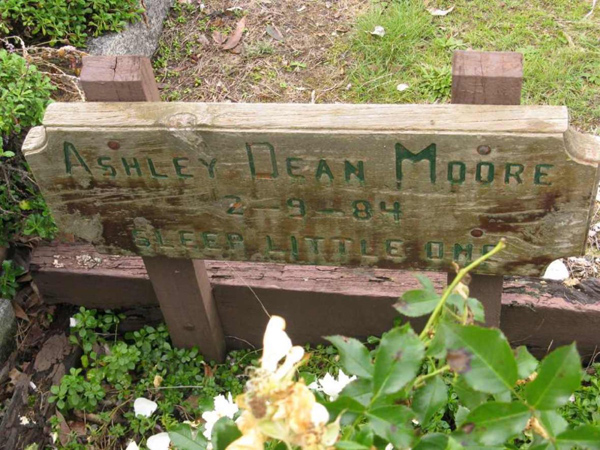 ASHLEY DEAN MOORE
2-9-84
SLEEP LITTLE ONE